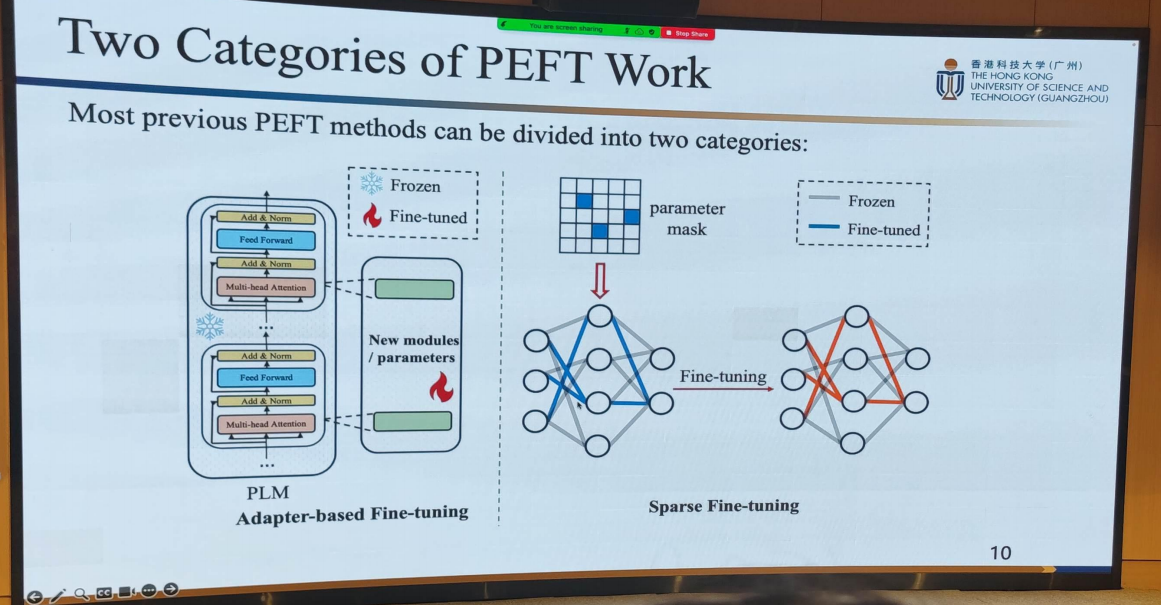 You are screen sharing
Stop Share
Two Categories of PEFT Work
香港科技大学(广州)
THE HONG KONG
UNIVERSITY OF SCIENCE AND
TECHNOLOGY (GUANGZHOU)
Most previous PEFT methods can be divided into two categories:
Frozen
Fine-tuned
Add & Norm
Feed Forward
Add & Norm
Multi-head Attention
...
Add & Norm
Feed Forward
Add & Norm
Multi-head Attention
...
PLM
New modules
/ parameters
Adapter-based Fine-tuning
parameter
mask
Frozen
Fine-tuned
Fine-tuning
Sparse Fine-tuning
10
CC